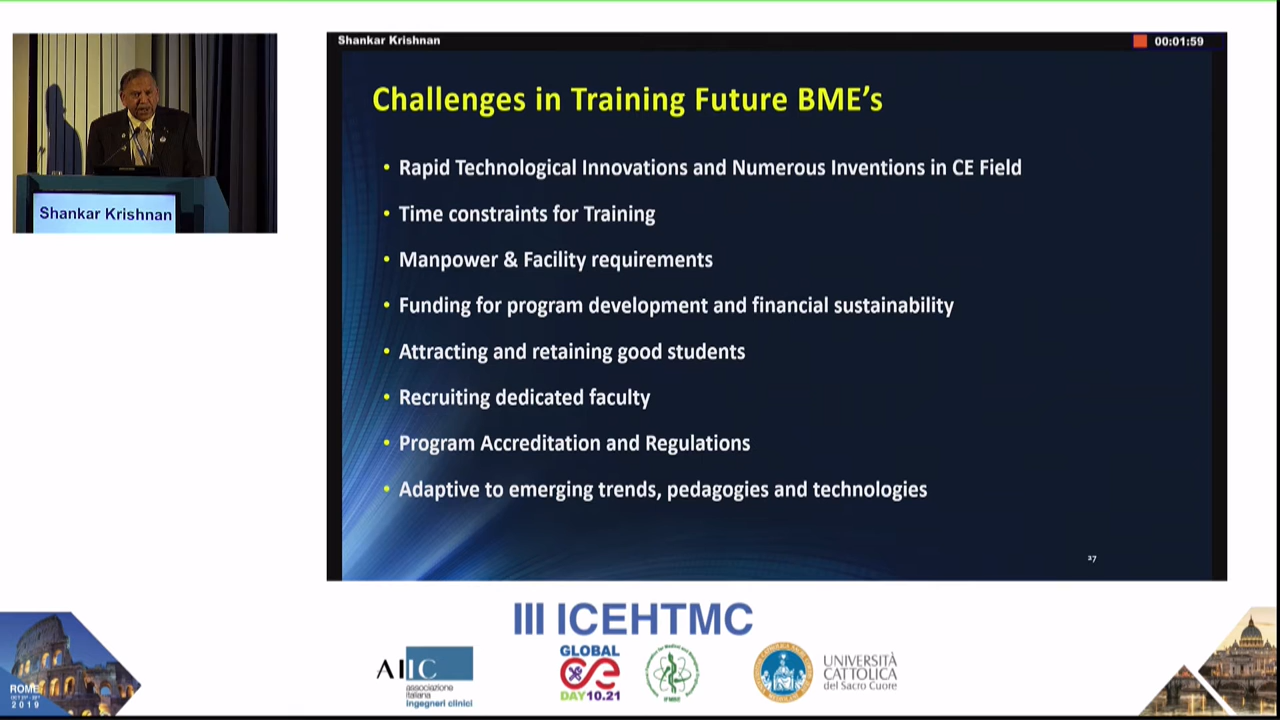 Shankar Krishnan
00:01:59
Shankar Krishnan
Challenges in Training Future BME's
• Rapid Technological Innovations and Numerous Inventions in CE Field
• Time constraints for Training
• Manpower & Facility requirements
• Funding for program development and financial sustainability
• Attracting and retaining good students
• Recruiting dedicated faculty
• Program Accreditation and Regulations
• Adaptive to emerging trends, pedagogies and technologies
37
III ICEHTMC
AIIC
associazione
italiana
ingegneri clinici
GLOBAL
CE
DAY 10.21
IFMBE
UNIVERSITÀ
CATTOLICA
del Sacro Cuore
ROME
2019